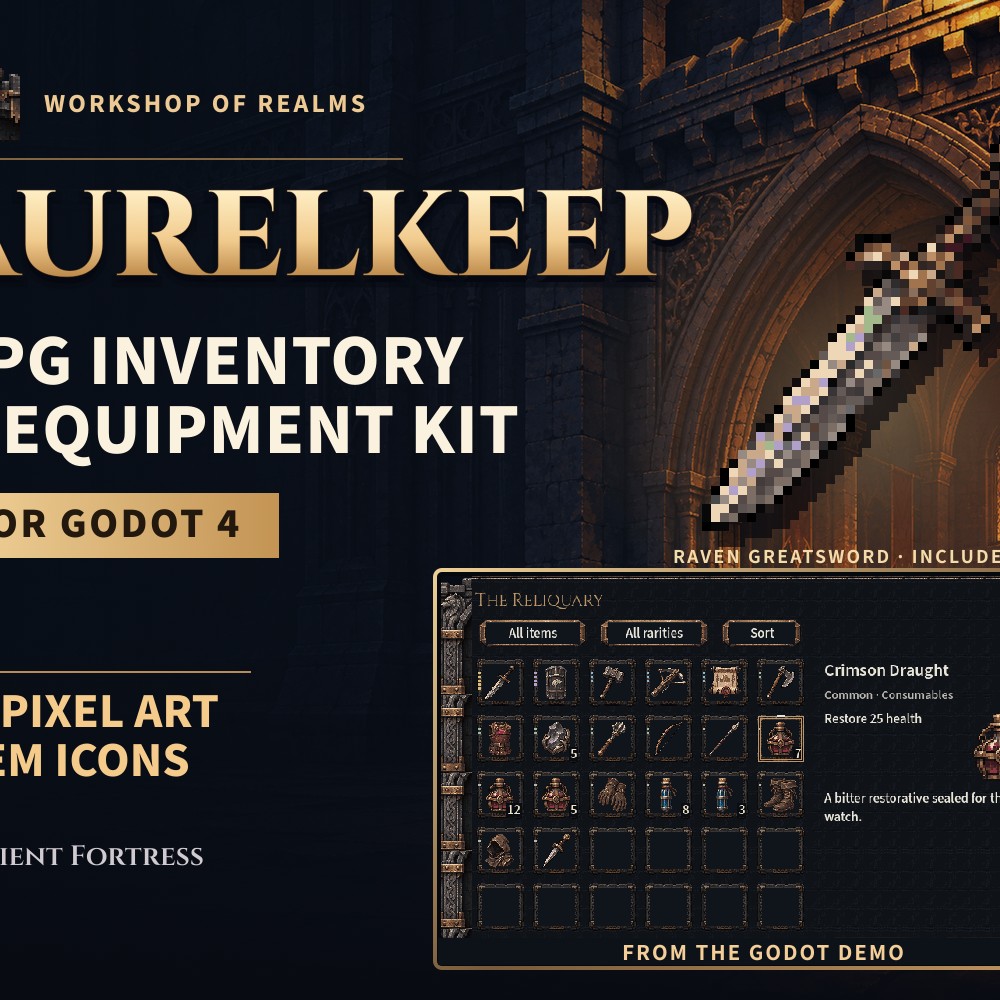 WORKSHOP OF REALMS
AURELKEEP
PG INVENTORY
EQUIPMENT KIT
OR GODOT 4
PIXEL ART
EM ICONS
IENT FORTRESS
RAVEN GREATSWORD · INCLUDE
THE RELIQUARY
All items
All rarities
Sort
Crimson Draught
Common · Consumables
Restore 25 health
5
7
12
5
8
3
A bitter restorative sealed for th
watch.
FROM THE GODOT DEMO